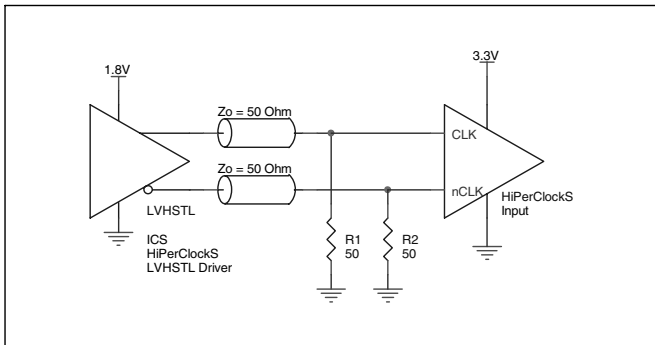 1.8V
3.3V
Zo = 50 Ohm
CLK
Zo = 50 Ohm
nCLK
LVHSTL
HiPerClockS
Input
ICS
HiPerClockS
LVHSTL Driver
R1
50
R2
50